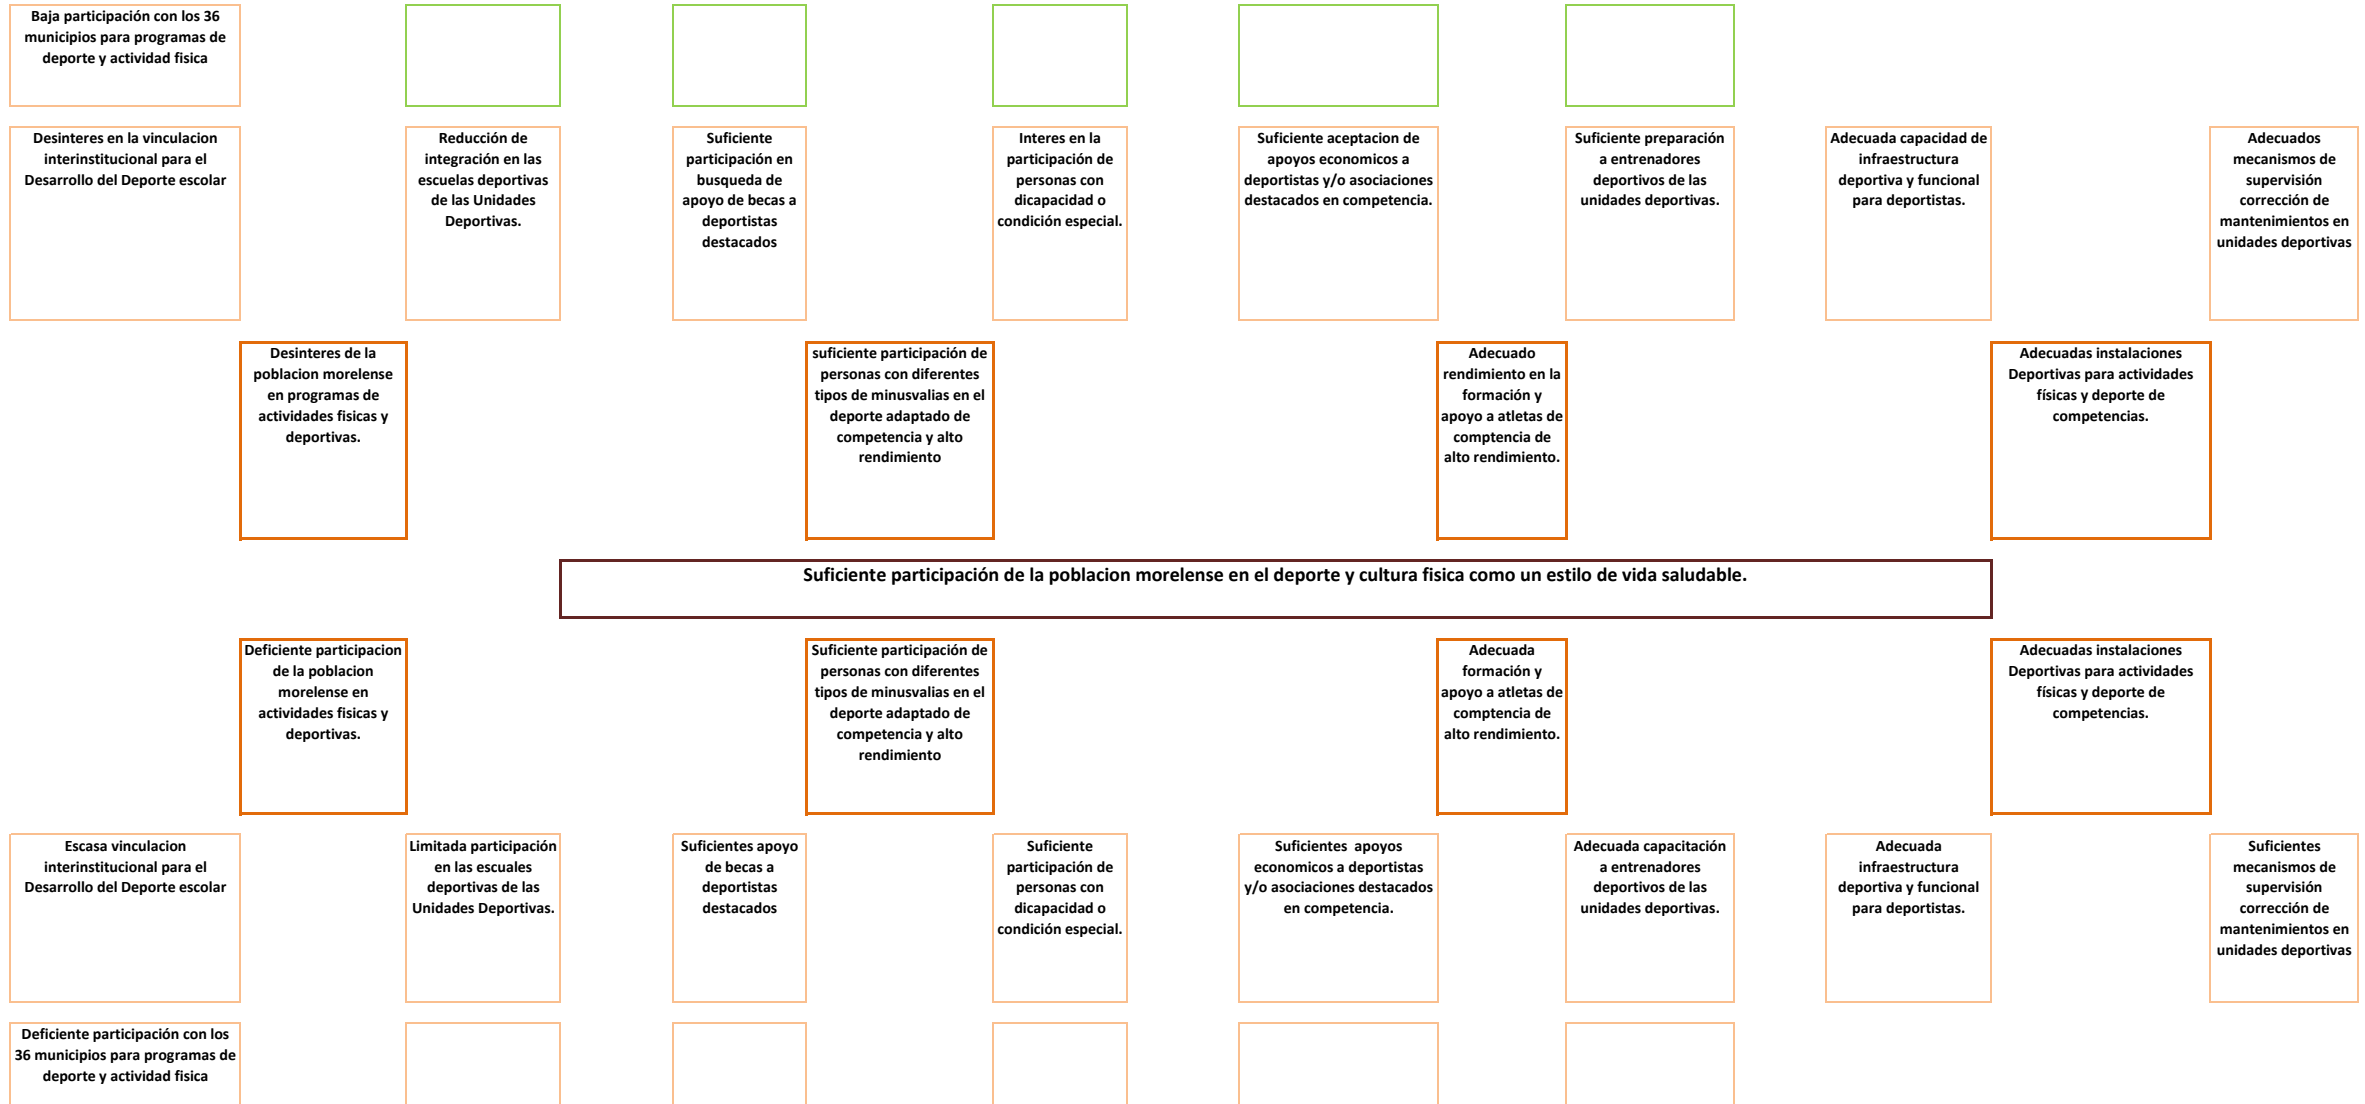 Baja participación con los 36
municipios para programas de
deporte y actividad fisica
Desinteres en la vinculacion
interinstitucional para el
Desarrollo del Deporte escolar
Reducción de
integración en las
escuelas deportivas
de las Unidades
Deportivas.
Suficiente
participación en
busqueda de
apoyo de becas a
deportistas
destacados
Interes en la
participación de
personas con
dicapacidad o
condición especial.
Suficiente aceptacion de
apoyos economicos a
deportistas y/o asociaciones
destacados en competencia.
Suficiente preparación
a entrenadores
deportivos de las
unidades deportivas.
Adecuada capacidad de
infraestructura
deportiva y funcional
para deportistas.
Adecuados
mecanismos de
supervisión
corrección de
mantenimientos en
unidades deportivas
Desinteres de la
poblacion morelense
en programas de
actividades fisicas y
deportivas.
suficiente participación de
personas con diferentes
tipos de minusvalias en el
deporte adaptado de
competencia y alto
rendimiento
Adecuado
rendimiento en la
formación y
apoyo a atletas de
comptencia de
alto rendimiento.
Adecuadas instalaciones
Deportivas para actividades
físicas y deporte de
competencias.
Suficiente participación de la poblacion morelense en el deporte y cultura fisica como un estilo de vida saludable.
Deficiente participacion
de la poblacion
morelense en
actividades fisicas y
deportivas.
Suficiente participación de
personas con diferentes
tipos de minusvalias en el
deporte adaptado de
competencia y alto
rendimiento
Adecuada
formación y
apoyo a atletas de
comptencia de
alto rendimiento.
Adecuadas instalaciones
Deportivas para actividades
físicas y deporte de
competencias.
Escasa vinculacion
interinstitucional para el
Desarrollo del Deporte escolar
Limitada participación
en las escuales
deportivas de las
Unidades Deportivas.
Suficientes apoyo
de becas a
deportistas
destacados
Suficiente
participación de
personas con
dicapacidad o
condición especial.
Suficientes apoyos
economicos a deportistas
y/o asociaciones destacados
en competencia.
Adecuada capacitación
a entrenadores
deportivos de las
unidades deportivas.
Adecuada
infraestructura
deportiva y funcional
para deportistas.
Suficientes
mecanismos de
supervisión
corrección de
mantenimientos en
unidades deportivas
Deficiente participación con los
36 municipios para programas de
deporte y actividad fisica